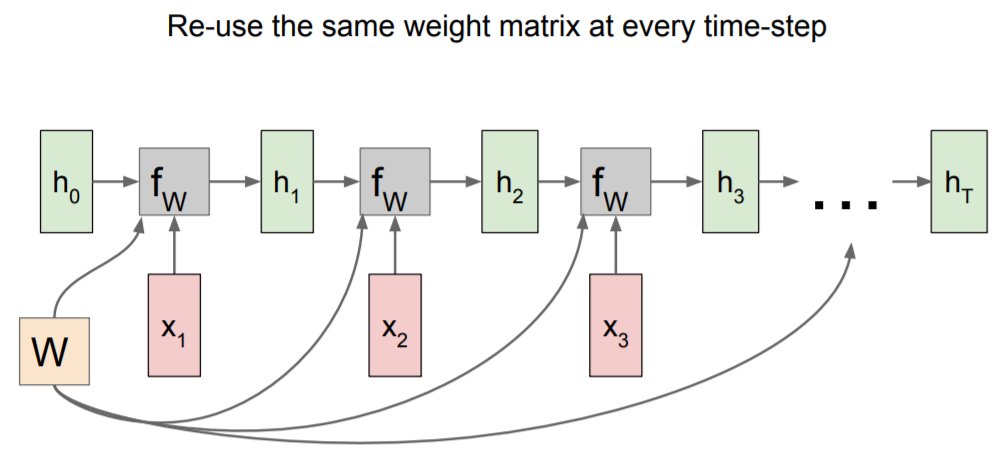 Re-use the same weight matrix at every time-step
h0 fW h1 fW h2 fW h3 ... hT
x1 x2 x3
W